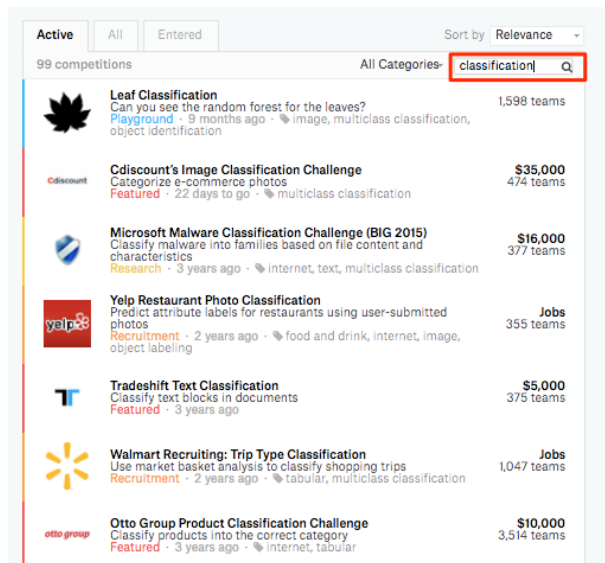 Active All Entered Sort by Relevance
99 competitions All Categories classification
Leaf Classification
Can you see the random forest for the leaves?
1,598 teams
Playground · 9 months ago · image, multiclass classification,
object identification
Cdiscount
Cdiscount's Image Classification Challenge
$35,000
Categorize e-commerce photos
474 teams
Featured · 22 days to go · multiclass classification
Microsoft Malware Classification Challenge (BIG 2015)
$16,000
Classify malware into families based on file content and
377 teams
characteristics
Research · 3 years ago · internet, text, multiclass classification
yelp
Yelp Restaurant Photo Classification
Jobs
Predict attribute labels for restaurants using user-submitted
355 teams
photos
Recruitment · 2 years ago · food and drink, internet, image,
object labeling
Tradeshift Text Classification
$5,000
Classify text blocks in documents
375 teams
Featured · 3 years ago
Walmart Recruiting: Trip Type Classification
Jobs
Use market basket analysis to classify shopping trips
1,047 teams
Recruitment · 2 years ago · tabular, multiclass classification
otto group
Otto Group Product Classification Challenge
$10,000
Classify products into the correct category
3,514 teams
Featured · 3 years ago · internet, tabular